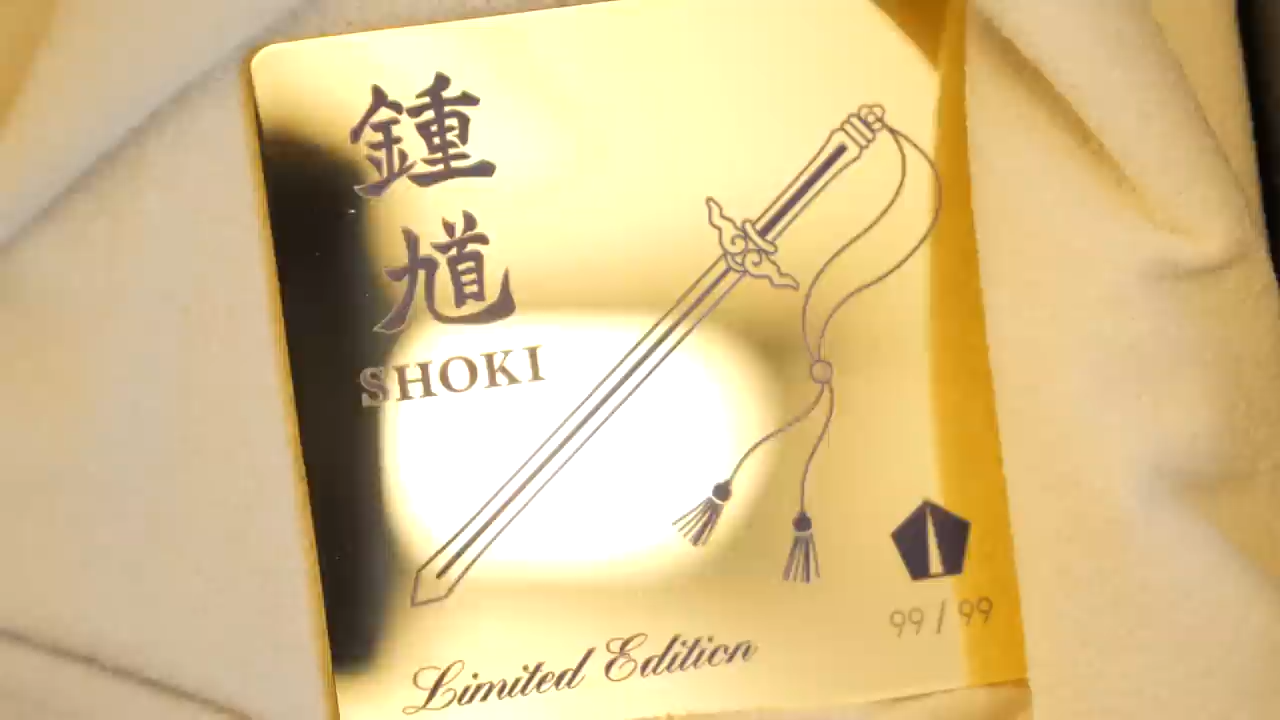 鍾
馗
SHOKI
99 / 99
Limited Edition